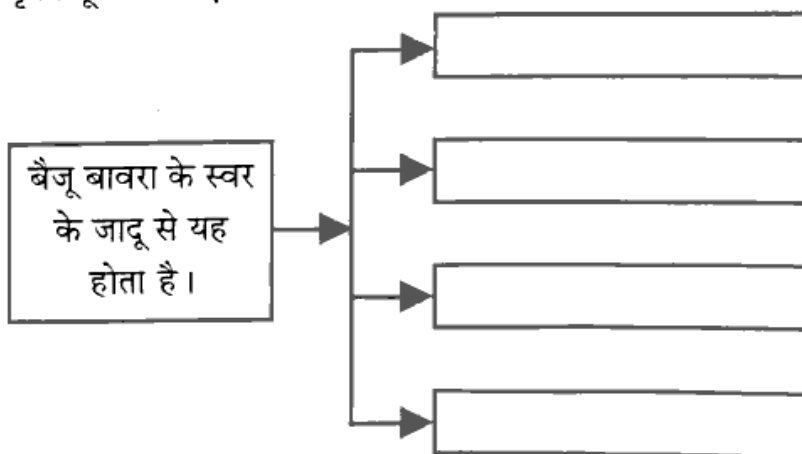 बैजू बावरा के स्वर
के जादू से यह
होता है।